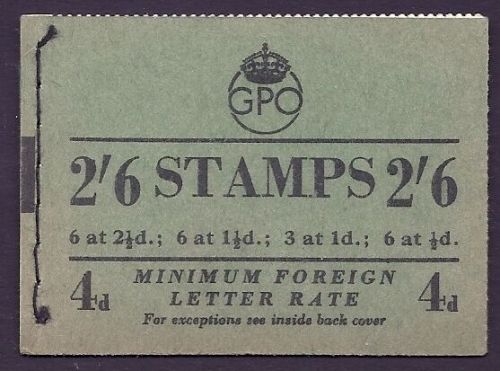 GPO
2/6 STAMPS 2/6
6 at 2½d.; 6 at 1½d.; 3 at 1d.; 6 at ½d.
4d MINIMUM FOREIGN 4d
LETTER RATE
For exceptions see inside back cover